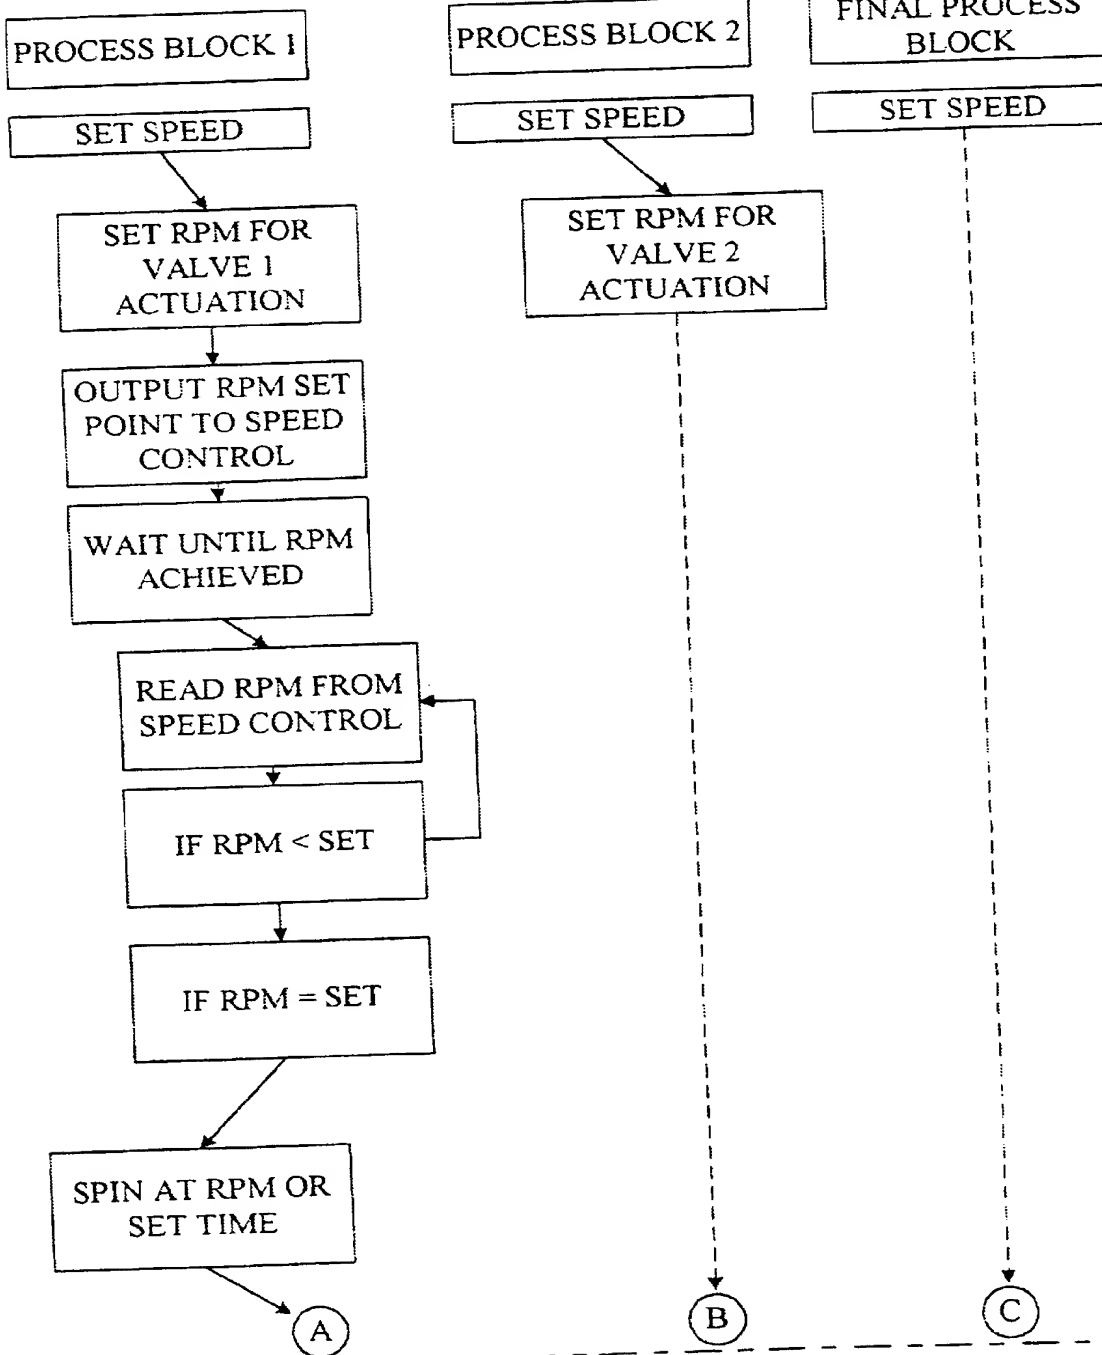 PROCESS BLOCK 1
SET SPEED
SET RPM FOR
VALVE 1
ACTUATION
OUTPUT RPM SET
POINT TO SPEED
CONTROL
WAIT UNTIL RPM
ACHIEVED
READ RPM FROM
SPEED CONTROL
IF RPM < SET
IF RPM = SET
SPIN AT RPM OR
SET TIME
A
PROCESS BLOCK 2
SET SPEED
SET RPM FOR
VALVE 2
ACTUATION
B
FINAL PROCESS
BLOCK
SET SPEED
C